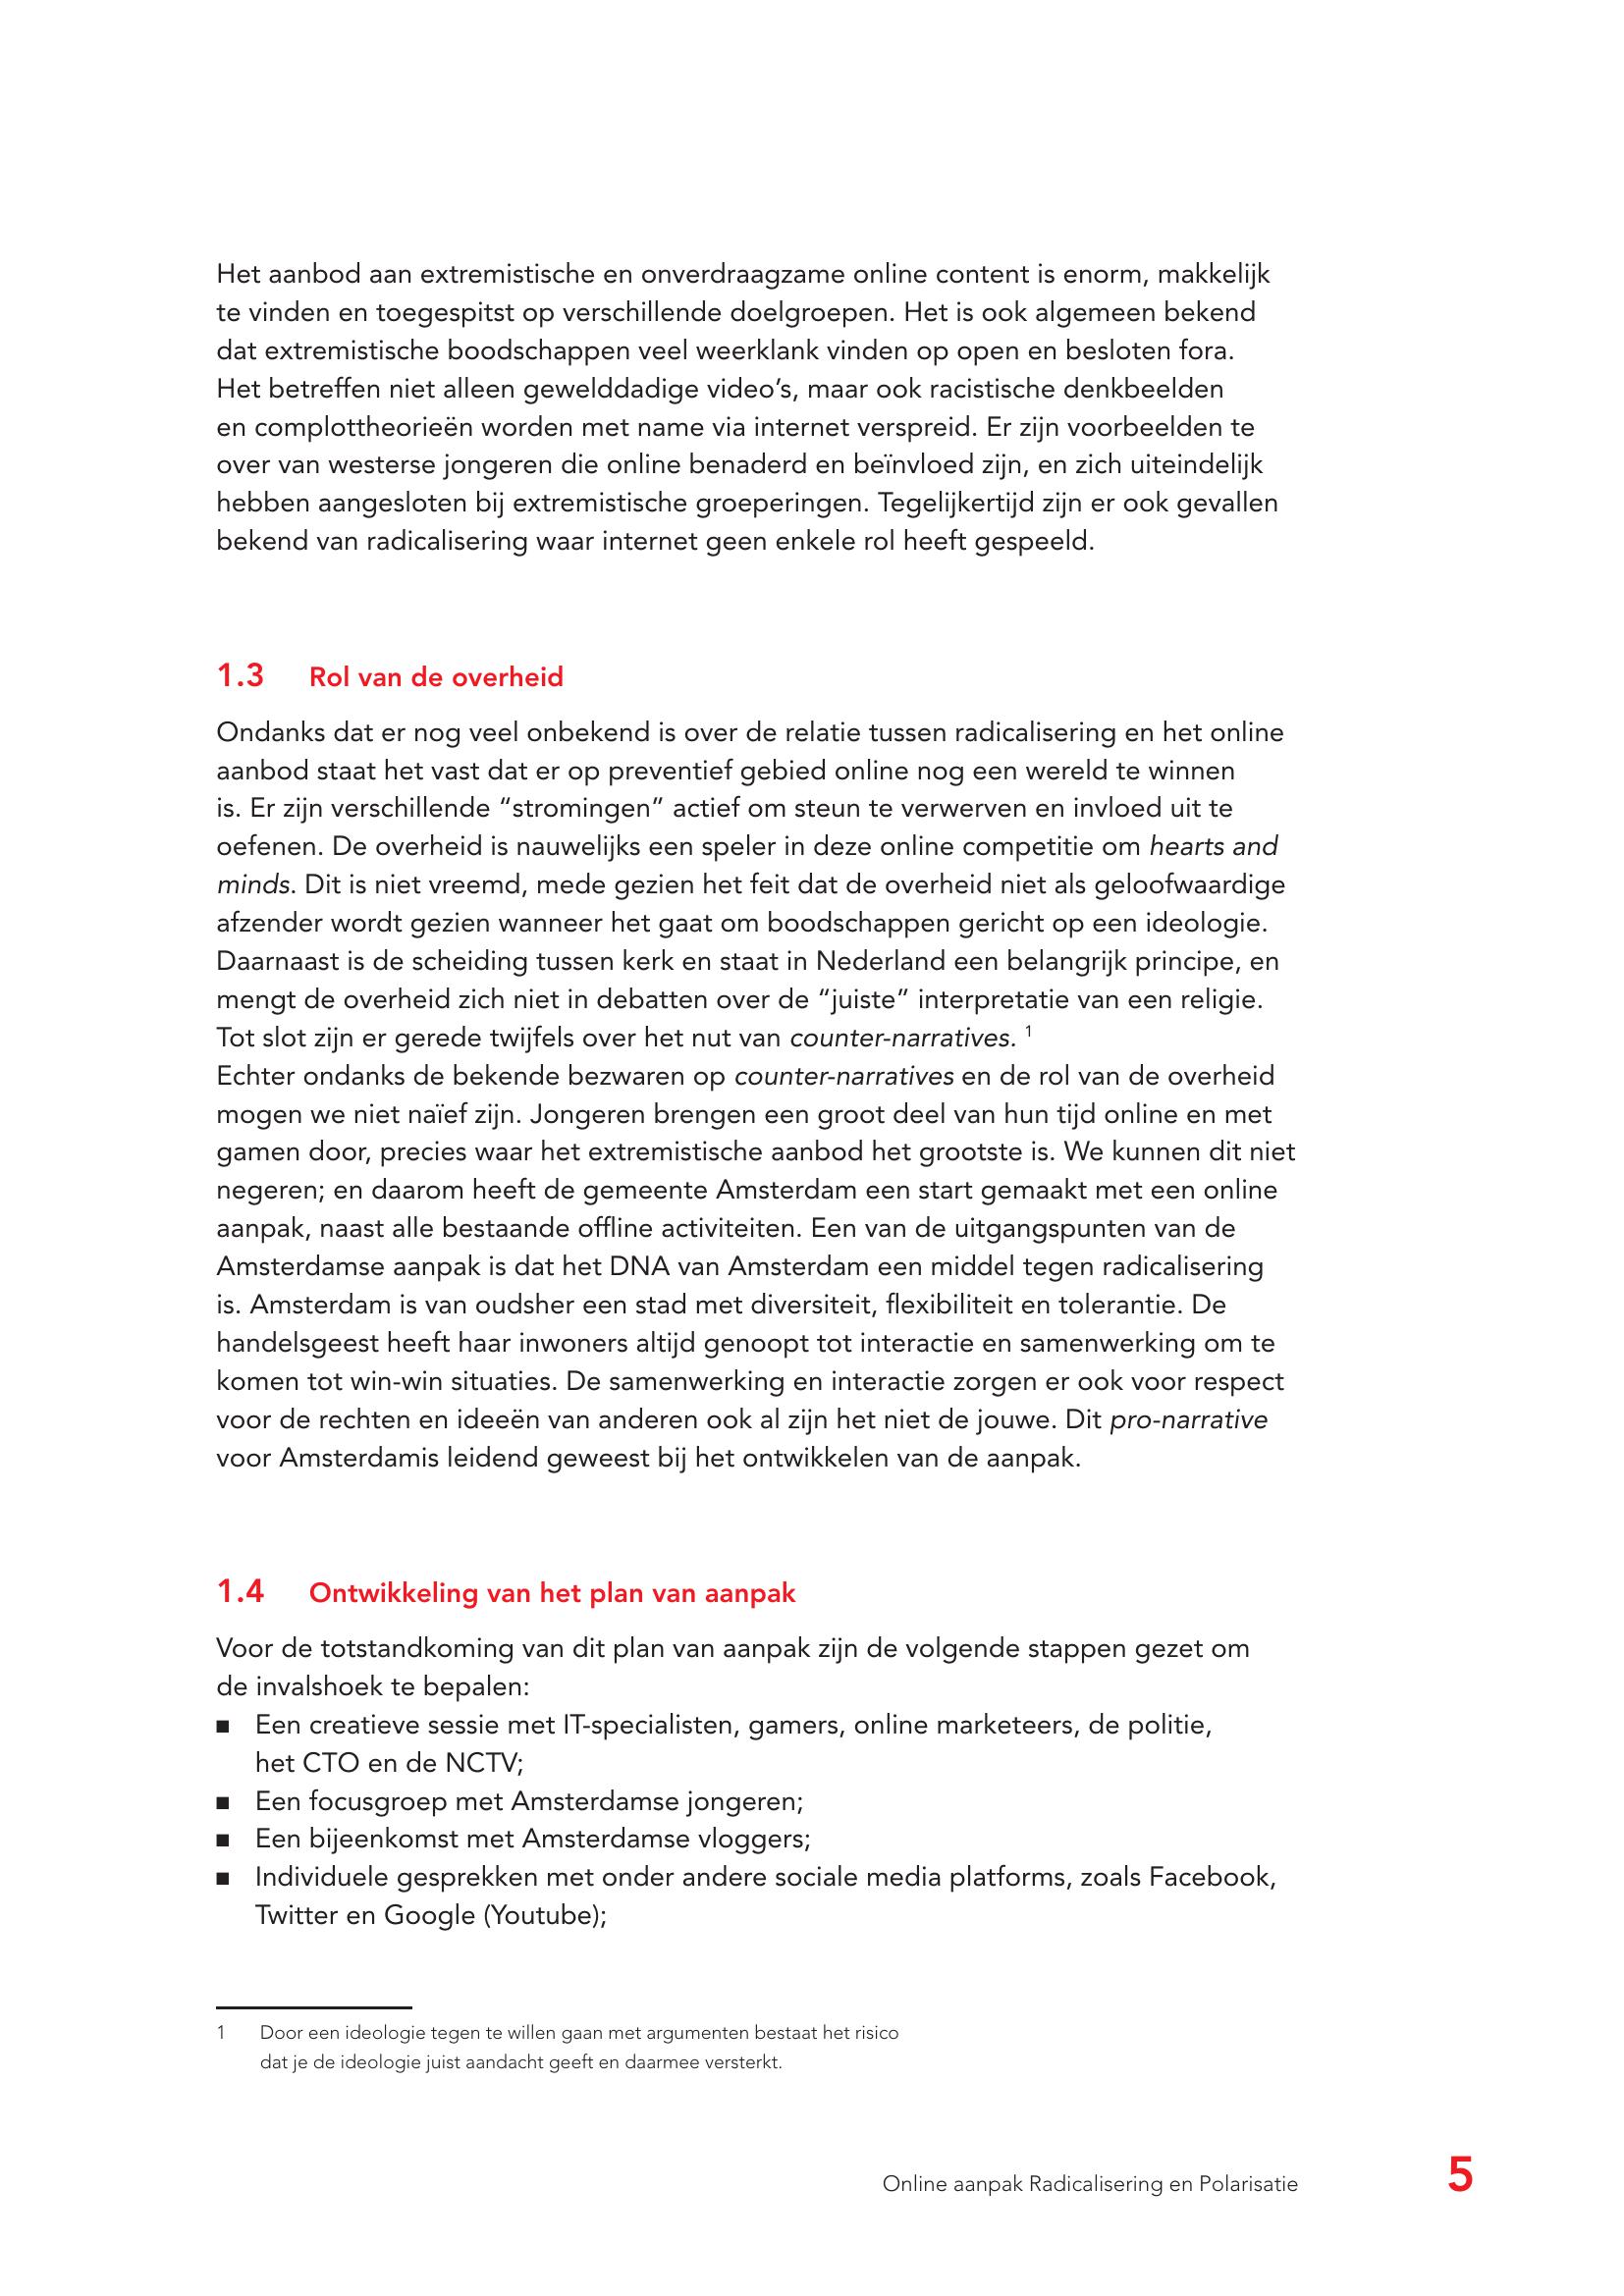 Het aanbod aan extremistische en onverdraagzame online content is enorm, makkelijk
te vinden en toegespitst op verschillende doelgroepen. Het is ook algemeen bekend
dat extremistische boodschappen veel weerklank vinden op open en besloten fora.
Het betreffen niet alleen gewelddadige video's, maar ook racistische denkbeelden
en complottheorieën worden met name via internet verspreid. Er zijn voorbeelden te
over van westerse jongeren die online benaderd en beïnvloed zijn, en zich uiteindelijk
hebben aangesloten bij extremistische groeperingen. Tegelijkertijd zijn er ook gevallen
bekend van radicalisering waar internet geen enkele rol heeft gespeeld.
1.3 Rol van de overheid
Ondanks dat er nog veel onbekend is over de relatie tussen radicalisering en het online
aanbod staat het vast dat er op preventief gebied online nog een wereld te winnen
is. Er zijn verschillende “stromingen” actief om steun te verwerven en invloed uit te
oefenen. De overheid is nauwelijks een speler in deze online competitie om hearts and
minds. Dit is niet vreemd, mede gezien het feit dat de overheid niet als geloofwaardige
afzender wordt gezien wanneer het gaat om boodschappen gericht op een ideologie.
Daarnaast is de scheiding tussen kerk en staat in Nederland een belangrijk principe, en
mengt de overheid zich niet in debatten over de “juiste” interpretatie van een religie.
Tot slot zijn er gerede twijfels over het nut van counter-narratives. 1
Echter ondanks de bekende bezwaren op counter-narratives en de rol van de overheid
mogen we niet naïef zijn. Jongeren brengen een groot deel van hun tijd online en met
gamen door, precies waar het extremistische aanbod het grootste is. We kunnen dit niet
negeren; en daarom heeft de gemeente Amsterdam een start gemaakt met een online
aanpak, naast alle bestaande offline activiteiten. Een van de uitgangspunten van de
Amsterdamse aanpak is dat het DNA van Amsterdam een middel tegen radicalisering
is. Amsterdam is van oudsher een stad met diversiteit, flexibiliteit en tolerantie. De
handelsgeest heeft haar inwoners altijd genoopt tot interactie en samenwerking om te
komen tot win-win situaties. De samenwerking en interactie zorgen er ook voor respect
voor de rechten en ideeën van anderen ook al zijn het niet de jouwe. Dit pro-narrative
voor Amsterdamis leidend geweest bij het ontwikkelen van de aanpak.
1.4 Ontwikkeling van het plan van aanpak
Voor de totstandkoming van dit plan van aanpak zijn de volgende stappen gezet om
de invalshoek te bepalen:
■ Een creatieve sessie met IT-specialisten, gamers, online marketeers, de politie,
het CTO en de NCTV;
■ Een focusgroep met Amsterdamse jongeren;
■ Een bijeenkomst met Amsterdamse vloggers;
■ Individuele gesprekken met onder andere sociale media platforms, zoals Facebook,
Twitter en Google (Youtube);
1 Door een ideologie tegen te willen gaan met argumenten bestaat het risico
dat je de ideologie juist aandacht geeft en daarmee versterkt.
Online aanpak Radicalisering en Polarisatie 5